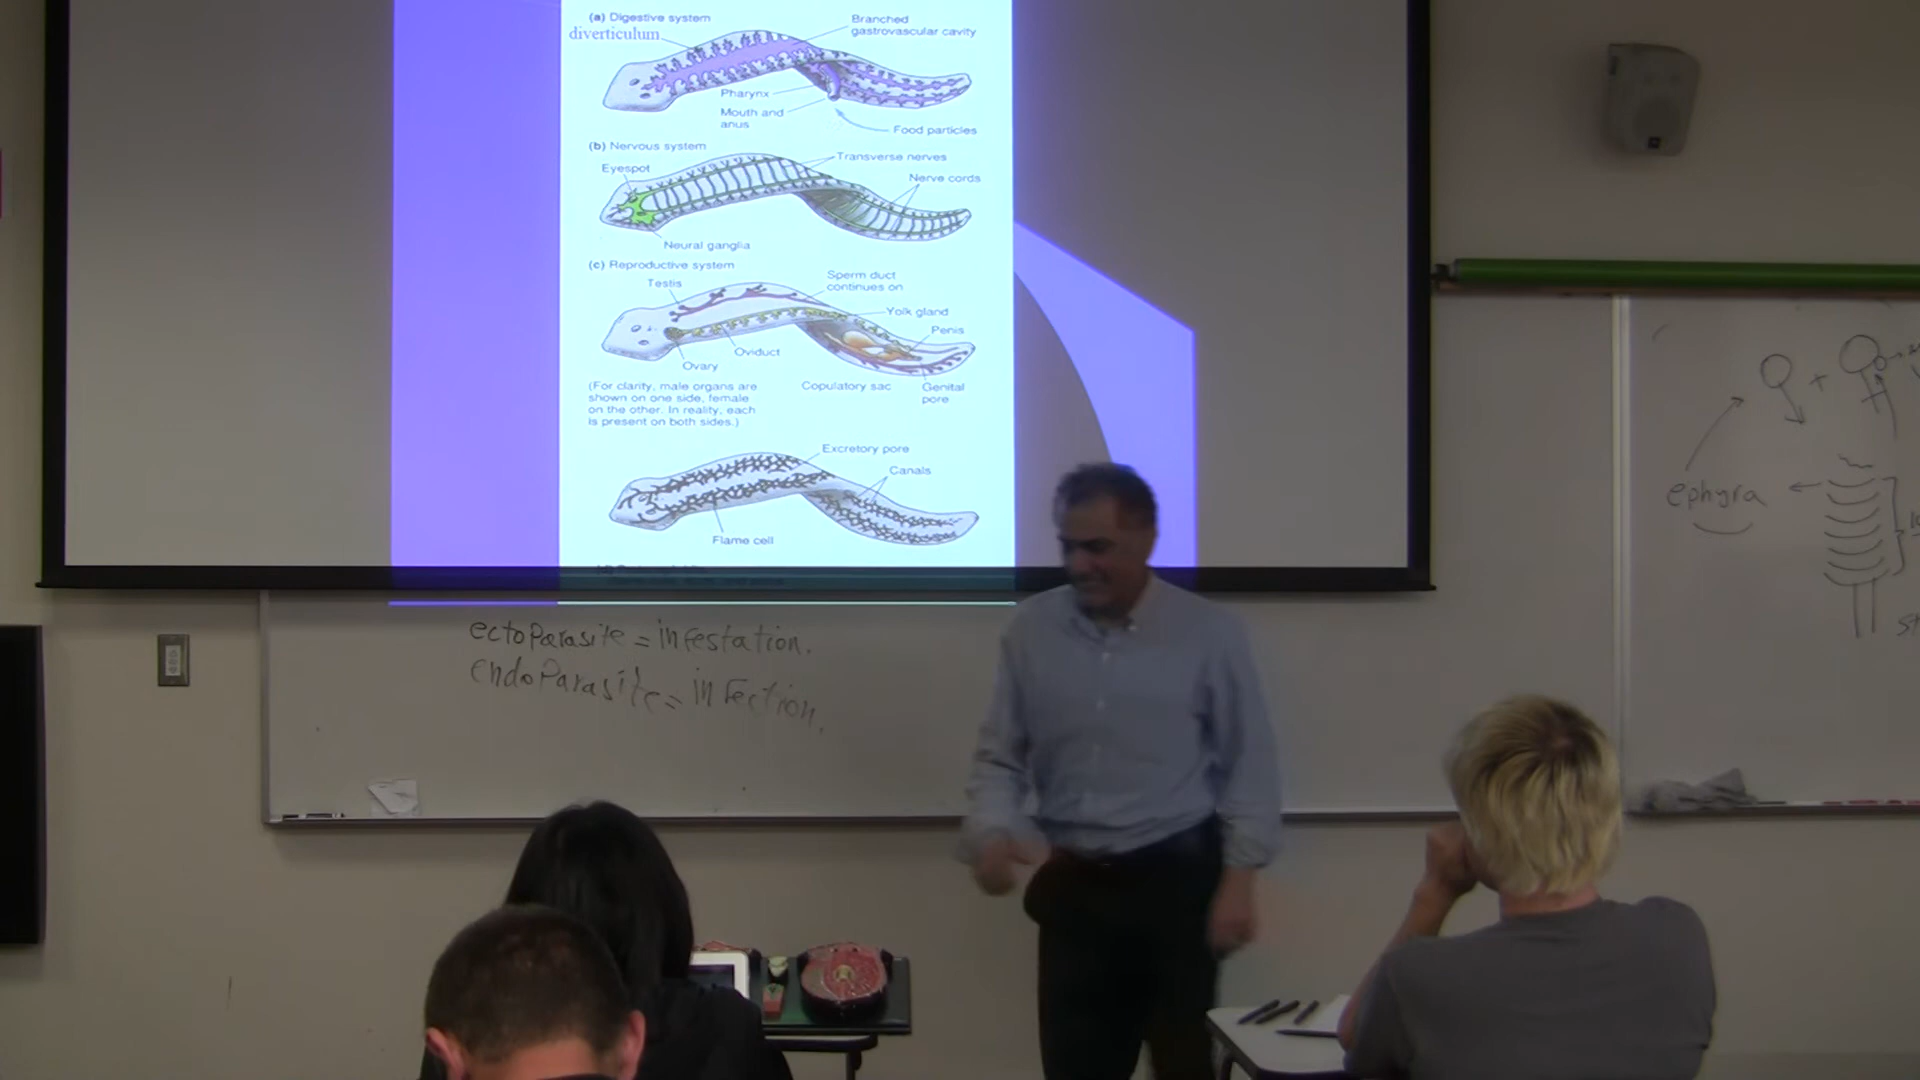 (a) Digestive system
diverticulum
Branched
gastrovascular cavity
Pharynx
Mouth and
anus
Food particles
(b) Nervous system
Eyespot
Transverse nerves
Nerve cords
Neural ganglia
(c) Reproductive system
Testis
Sperm duct
continues on
Yolk gland
Penis
Oviduct
Ovary
Copulatory sac
Genital
pore
(For clarity, male organs are
shown on one side, female
on the other. In reality, each
is present on both sides.)
Excretory pore
Canals
Flame cell
ectoParasite = infestation.
endoParasite = infection.
ephyra